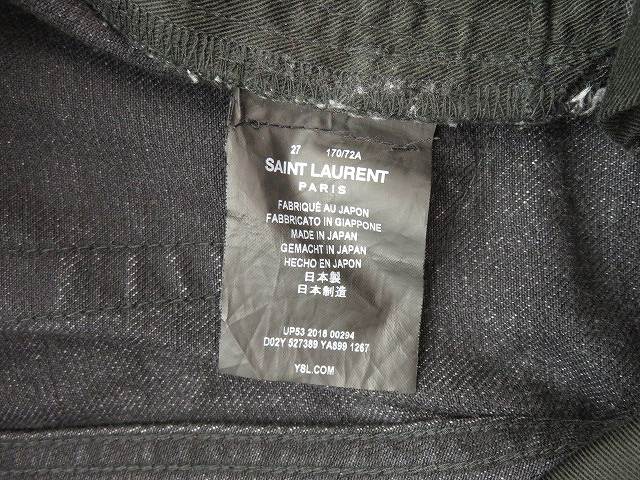 27 170/72A
SAINT LAURENT
PARIS
FABRIQUÉ AU JAPON
FABBRICATO IN GIAPPONE
MADE IN JAPAN
GEMACHT IN JAPAN
HECHO EN JAPON
日本製
日本制造
UP53 2018 00294
D02Y 527389 YA899 1267
YSL.COM